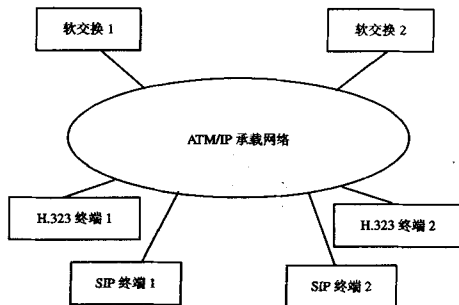 软交换 1
软交换 2
ATM/IP 承载网络
H.323 终端 1
H.323 终端 2
SIP 终端 1
SIP 终端 2